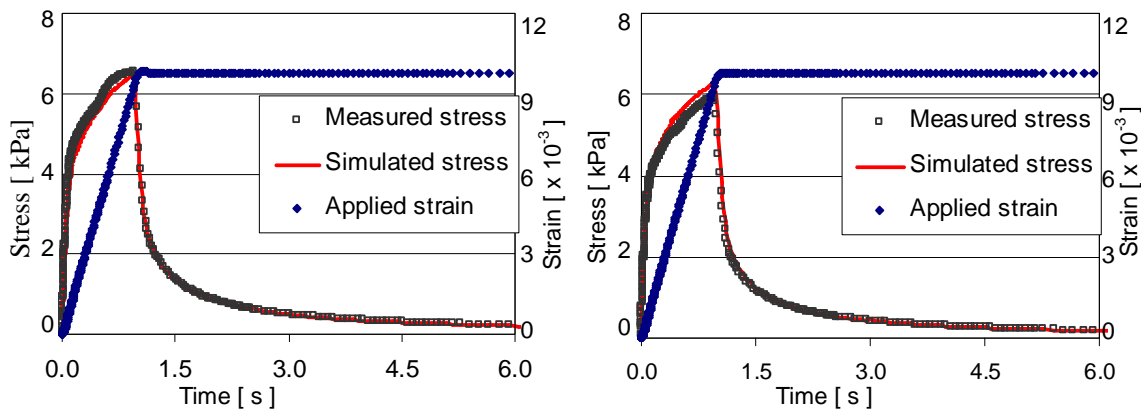 8
6
4
2
0
Stress [ kPa]
12
9
6
3
0
Strain [ x 10-3]
Measured stress
Simulated stress
Applied strain
0.0 1.5 3.0 4.5 6.0
Time [ s ]
8
6
4
2
0
Stress [ kPa]
12
9
6
3
0
Strain [ x 10-3]
Measured stress
Simulated stress
Applied strain
0.0 1.5 3.0 4.5 6.0
Time [ s ]